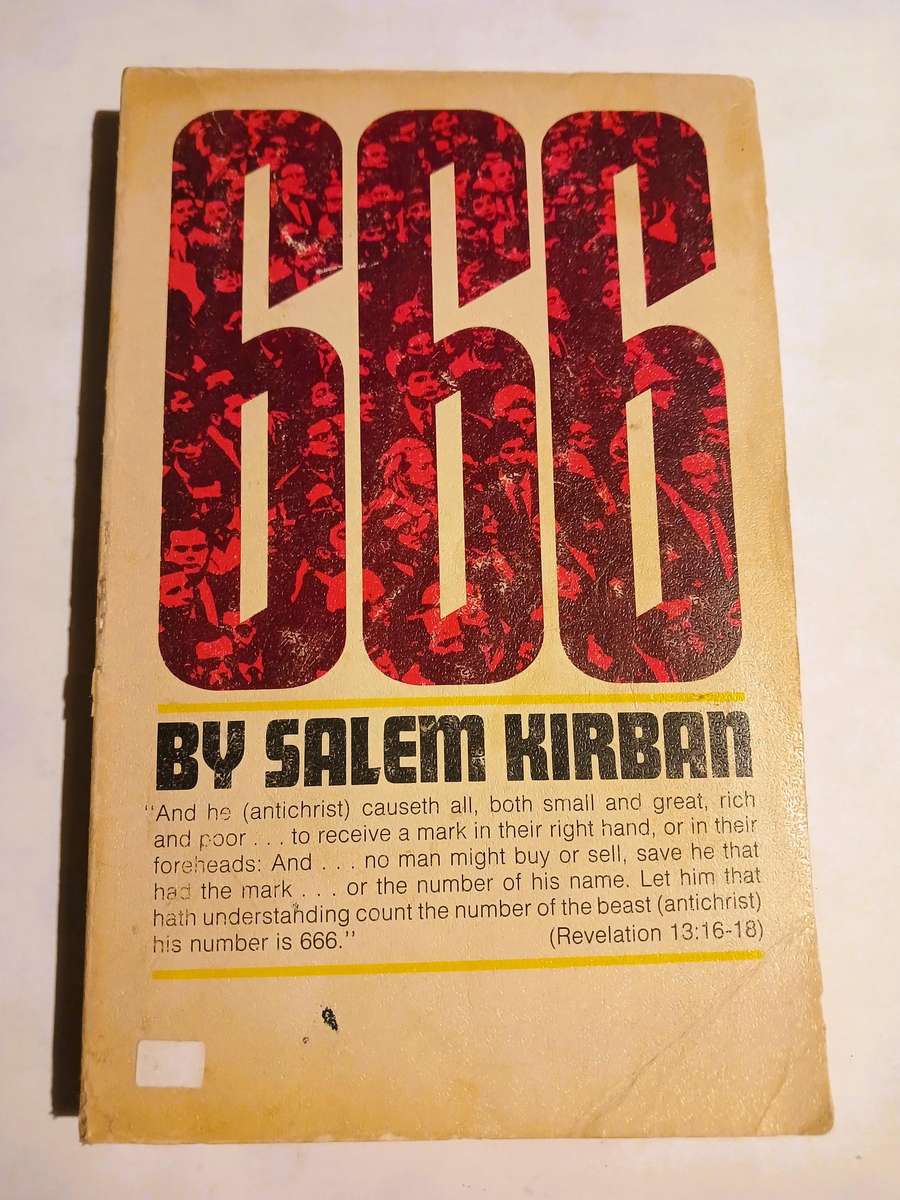 666
BY SALEM KIRBAN
"And he (antichrist) causeth all, both small and great, rich
and poor . . . to receive a mark in their right hand, or in their
foreheads: And . . . no man might buy or sell, save he that
had the mark . . . or the number of his name. Let him that
hath understanding count the number of the beast (antichrist)
his number is 666." (Revelation 13:16-18)